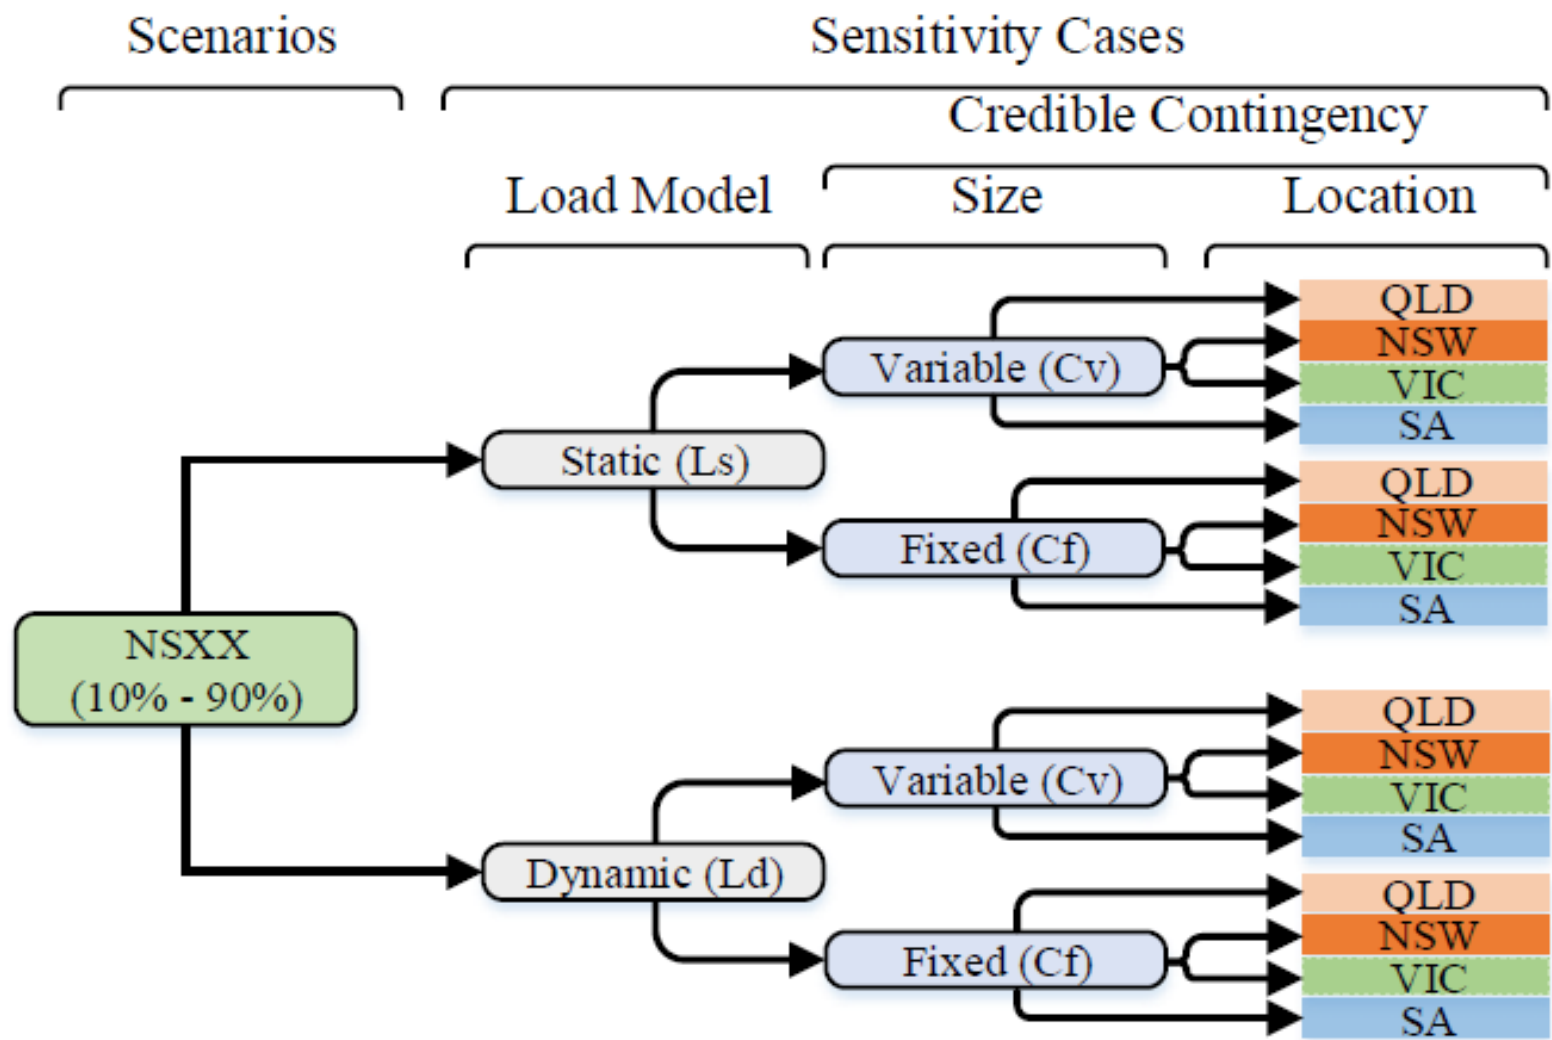 Scenarios
Sensitivity Cases
Credible Contingency
Load Model
Size
Location
QLD
NSW
Variable (Cv)
VIC
SA
Static (Ls)
QLD
NSW
Fixed (Cf)
VIC
SA
NSXX
(10% - 90%)
QLD
NSW
Variable (Cv)
VIC
SA
Dynamic (Ld)
QLD
NSW
Fixed (Cf)
VIC
SA